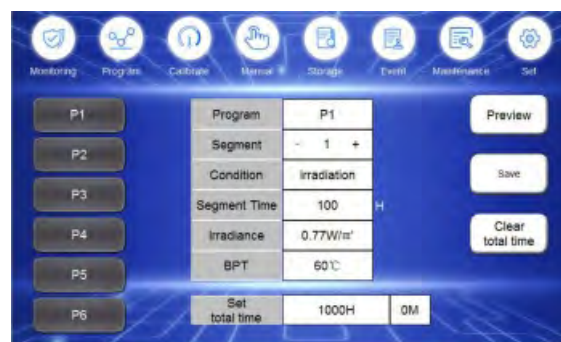 Monitoring Program Calibrate Manual Storage Event Maintenance Set
P1
P2
P3
P4
P5
P6
Program P1
Segment - 1 +
Condition Irradiation
Segment Time 100 H
Irradiance 0.77W/㎡
BPT 60℃
Set
total time 1000H 0M
Preview
Save
Clear
total time